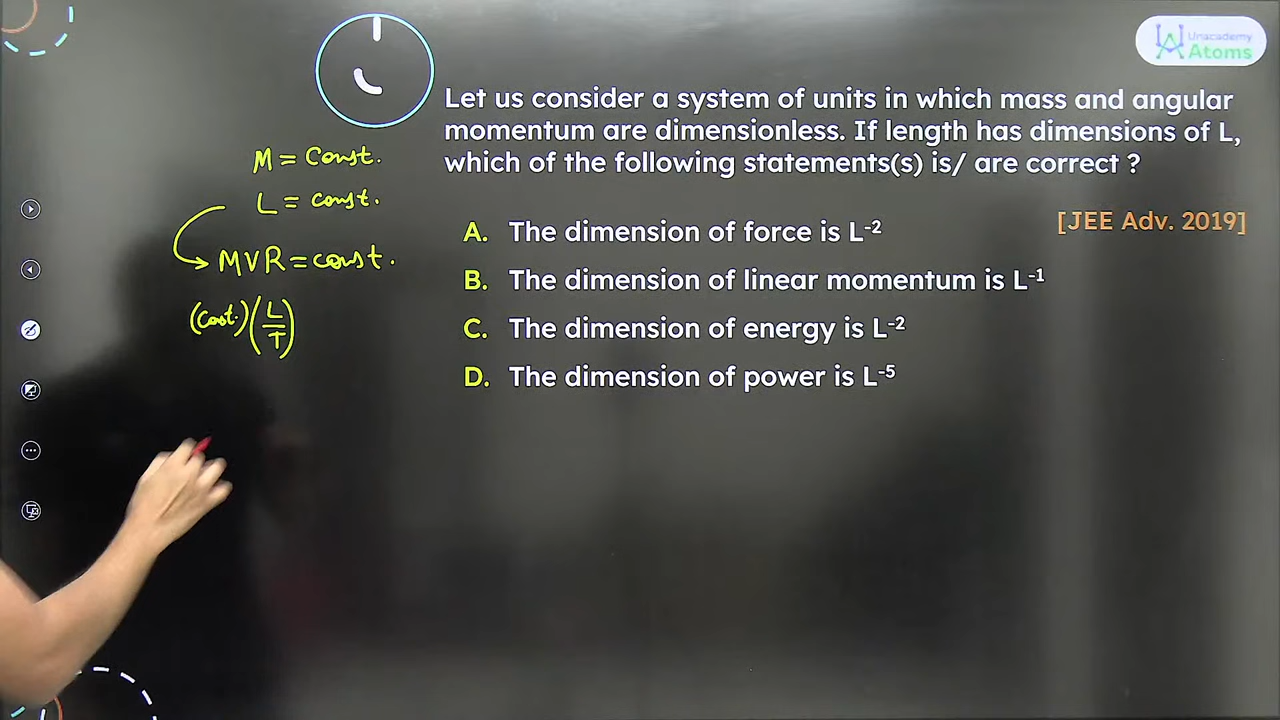 Unacademy
Atoms
Let us consider a system of units in which mass and angular
momentum are dimensionless. If length has dimensions of L,
which of the following statements(s) is/ are correct ?
[JEE Adv. 2019]
A. The dimension of force is L⁻²
B. The dimension of linear momentum is L⁻¹
C. The dimension of energy is L⁻²
D. The dimension of power is L⁻⁵
M = Const.
L = const.
MVR = const.
(Const.)(L/T)